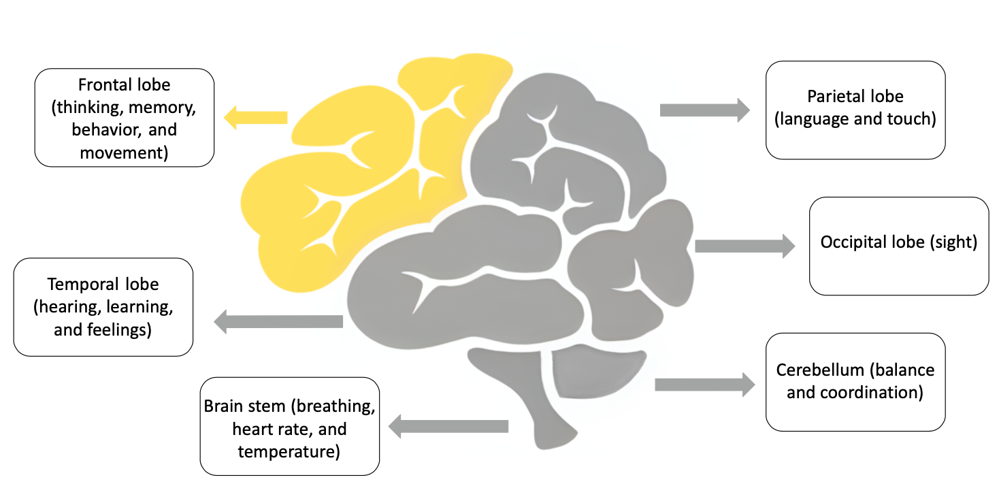 Frontal lobe
(thinking, memory,
behavior, and
movement)
Parietal lobe
(language and touch)
Occipital lobe (sight)
Temporal lobe
(hearing, learning,
and feelings)
Cerebellum (balance
and coordination)
Brain stem (breathing,
heart rate, and
temperature)